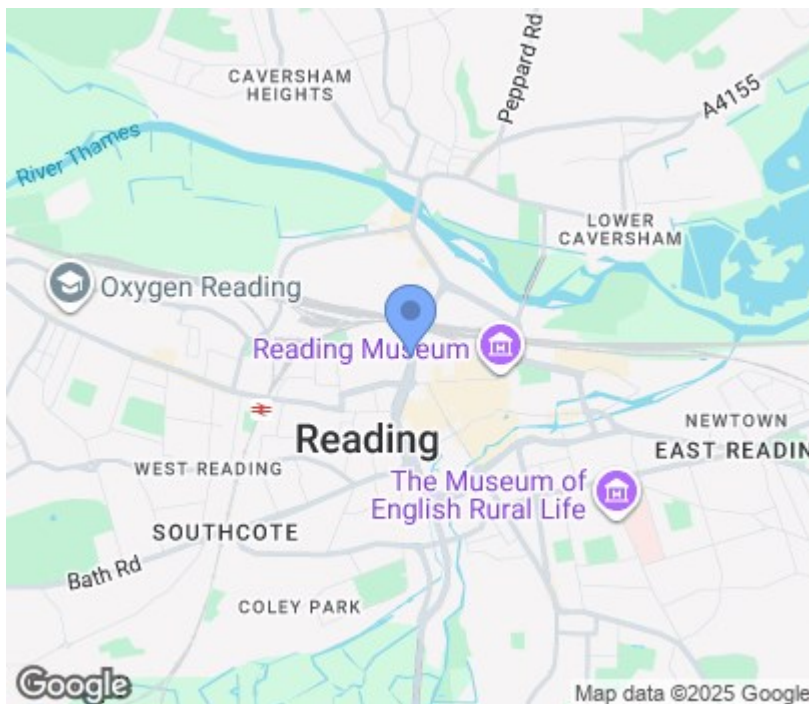 CAVERSHAM
HEIGHTS
Peppard Rd
A4155
River Thames
LOWER
CAVERSHAM
Oxygen Reading
Reading Museum
Reading
NEWTOWN
EAST READIN
WEST READING
The Museum of
English Rural Life
SOUTHCOTE
Bath Rd
COLEY PARK
Google
Map data ©2025 Google